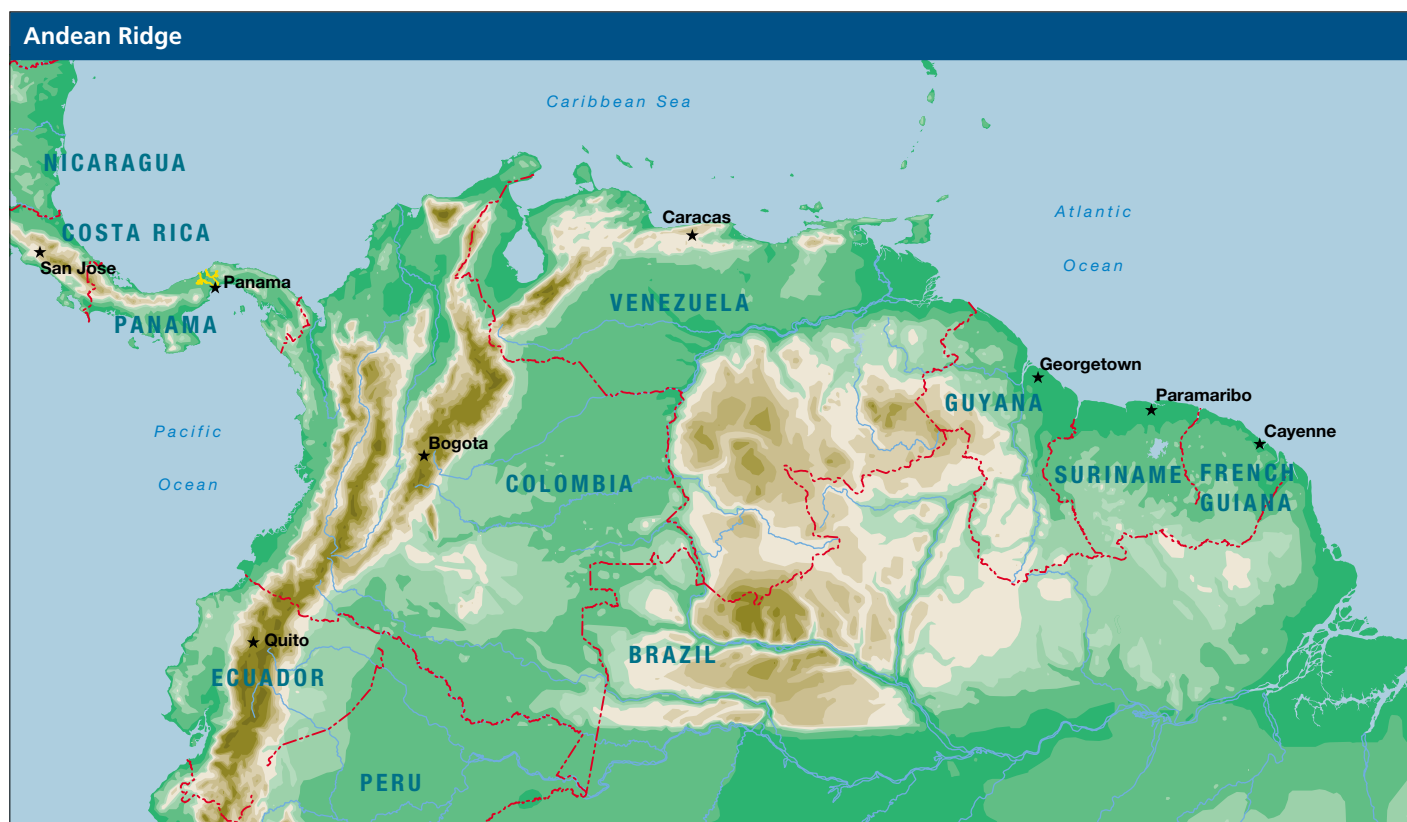 Andean Ridge
Caribbean Sea
NICARAGUA
Caracas
Atlantic
COSTA RICA
Ocean
San Jose
Panama
VENEZUELA
PANAMA
Georgetown
Paramaribo
GUYANA
Pacific
Cayenne
Bogota
Ocean
COLOMBIA
SURINAME
FRENCH
GUIANA
Quito
BRAZIL
ECUADOR
PERU